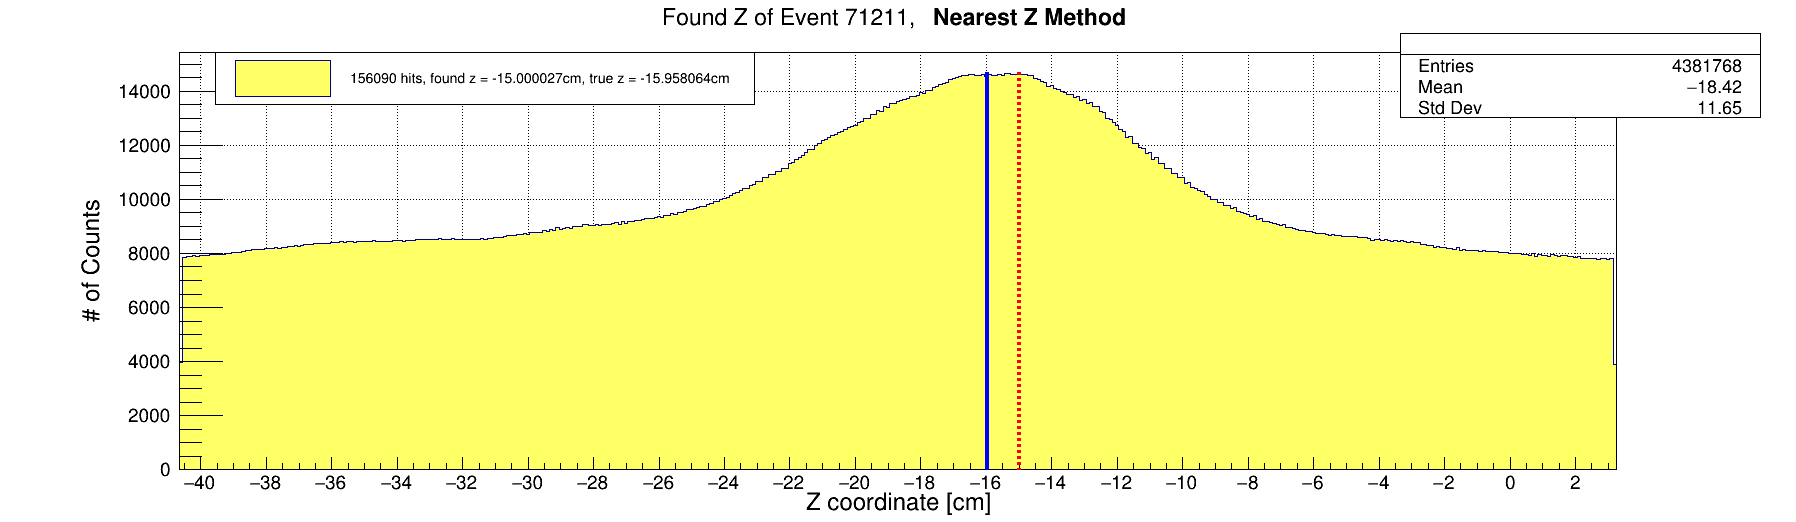 Found Z of Event 71211, Nearest Z Method
156090 hits, found z = -15.000027cm, true z = -15.958064cm
Entries 4381768
Mean −18.42
Std Dev 11.65
# of Counts
14000
12000
10000
8000
6000
4000
2000
0
−40 −38 −36 −34 −32 −30 −28 −26 −24 −22 −20 −18 −16 −14 −12 −10 −8 −6 −4 −2 0 2
Z coordinate [cm]